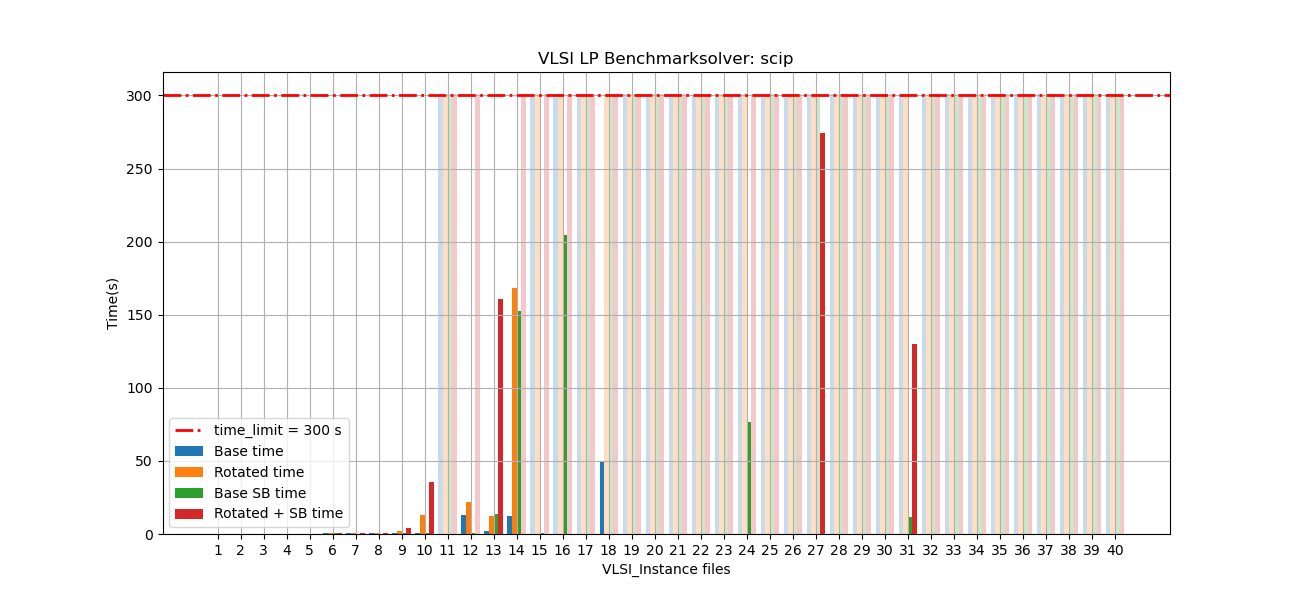 VLSI LP Benchmarksolver: scip
300
250
200
150
100
50
0
Time(s)
time_limit = 300 s
Base time
Rotated time
Base SB time
Rotated + SB time
1 2 3 4 5 6 7 8 9 10 11 12 13 14 15 16 17 18 19 20 21 22 23 24 25 26 27 28 29 30 31 32 33 34 35 36 37 38 39 40
VLSI_Instance files